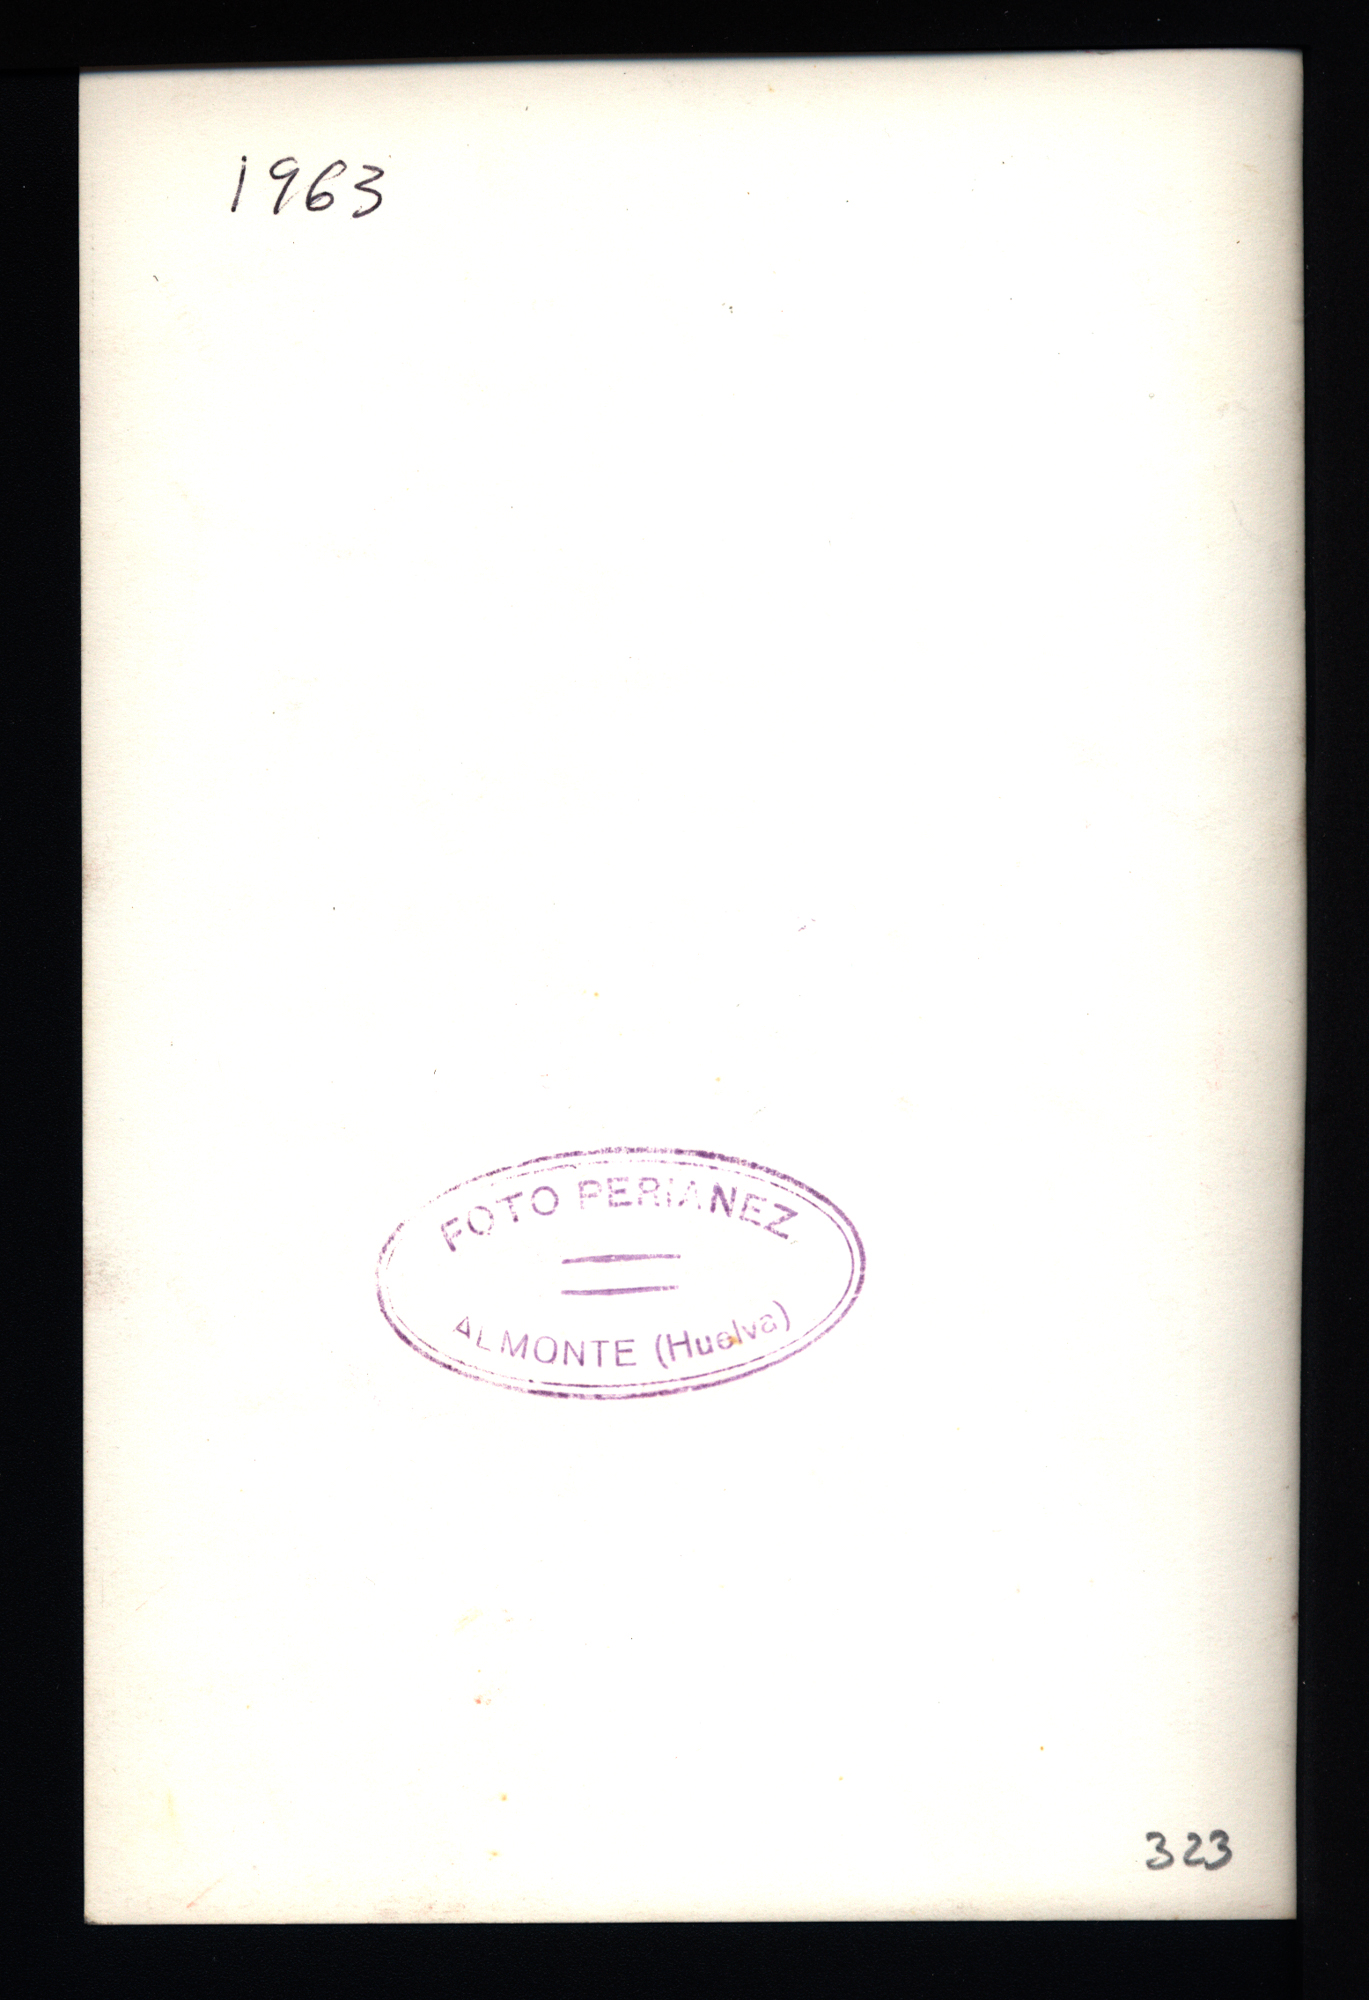 1963
FOTO PERIANEZ
ALMONTE (Huelva)
323